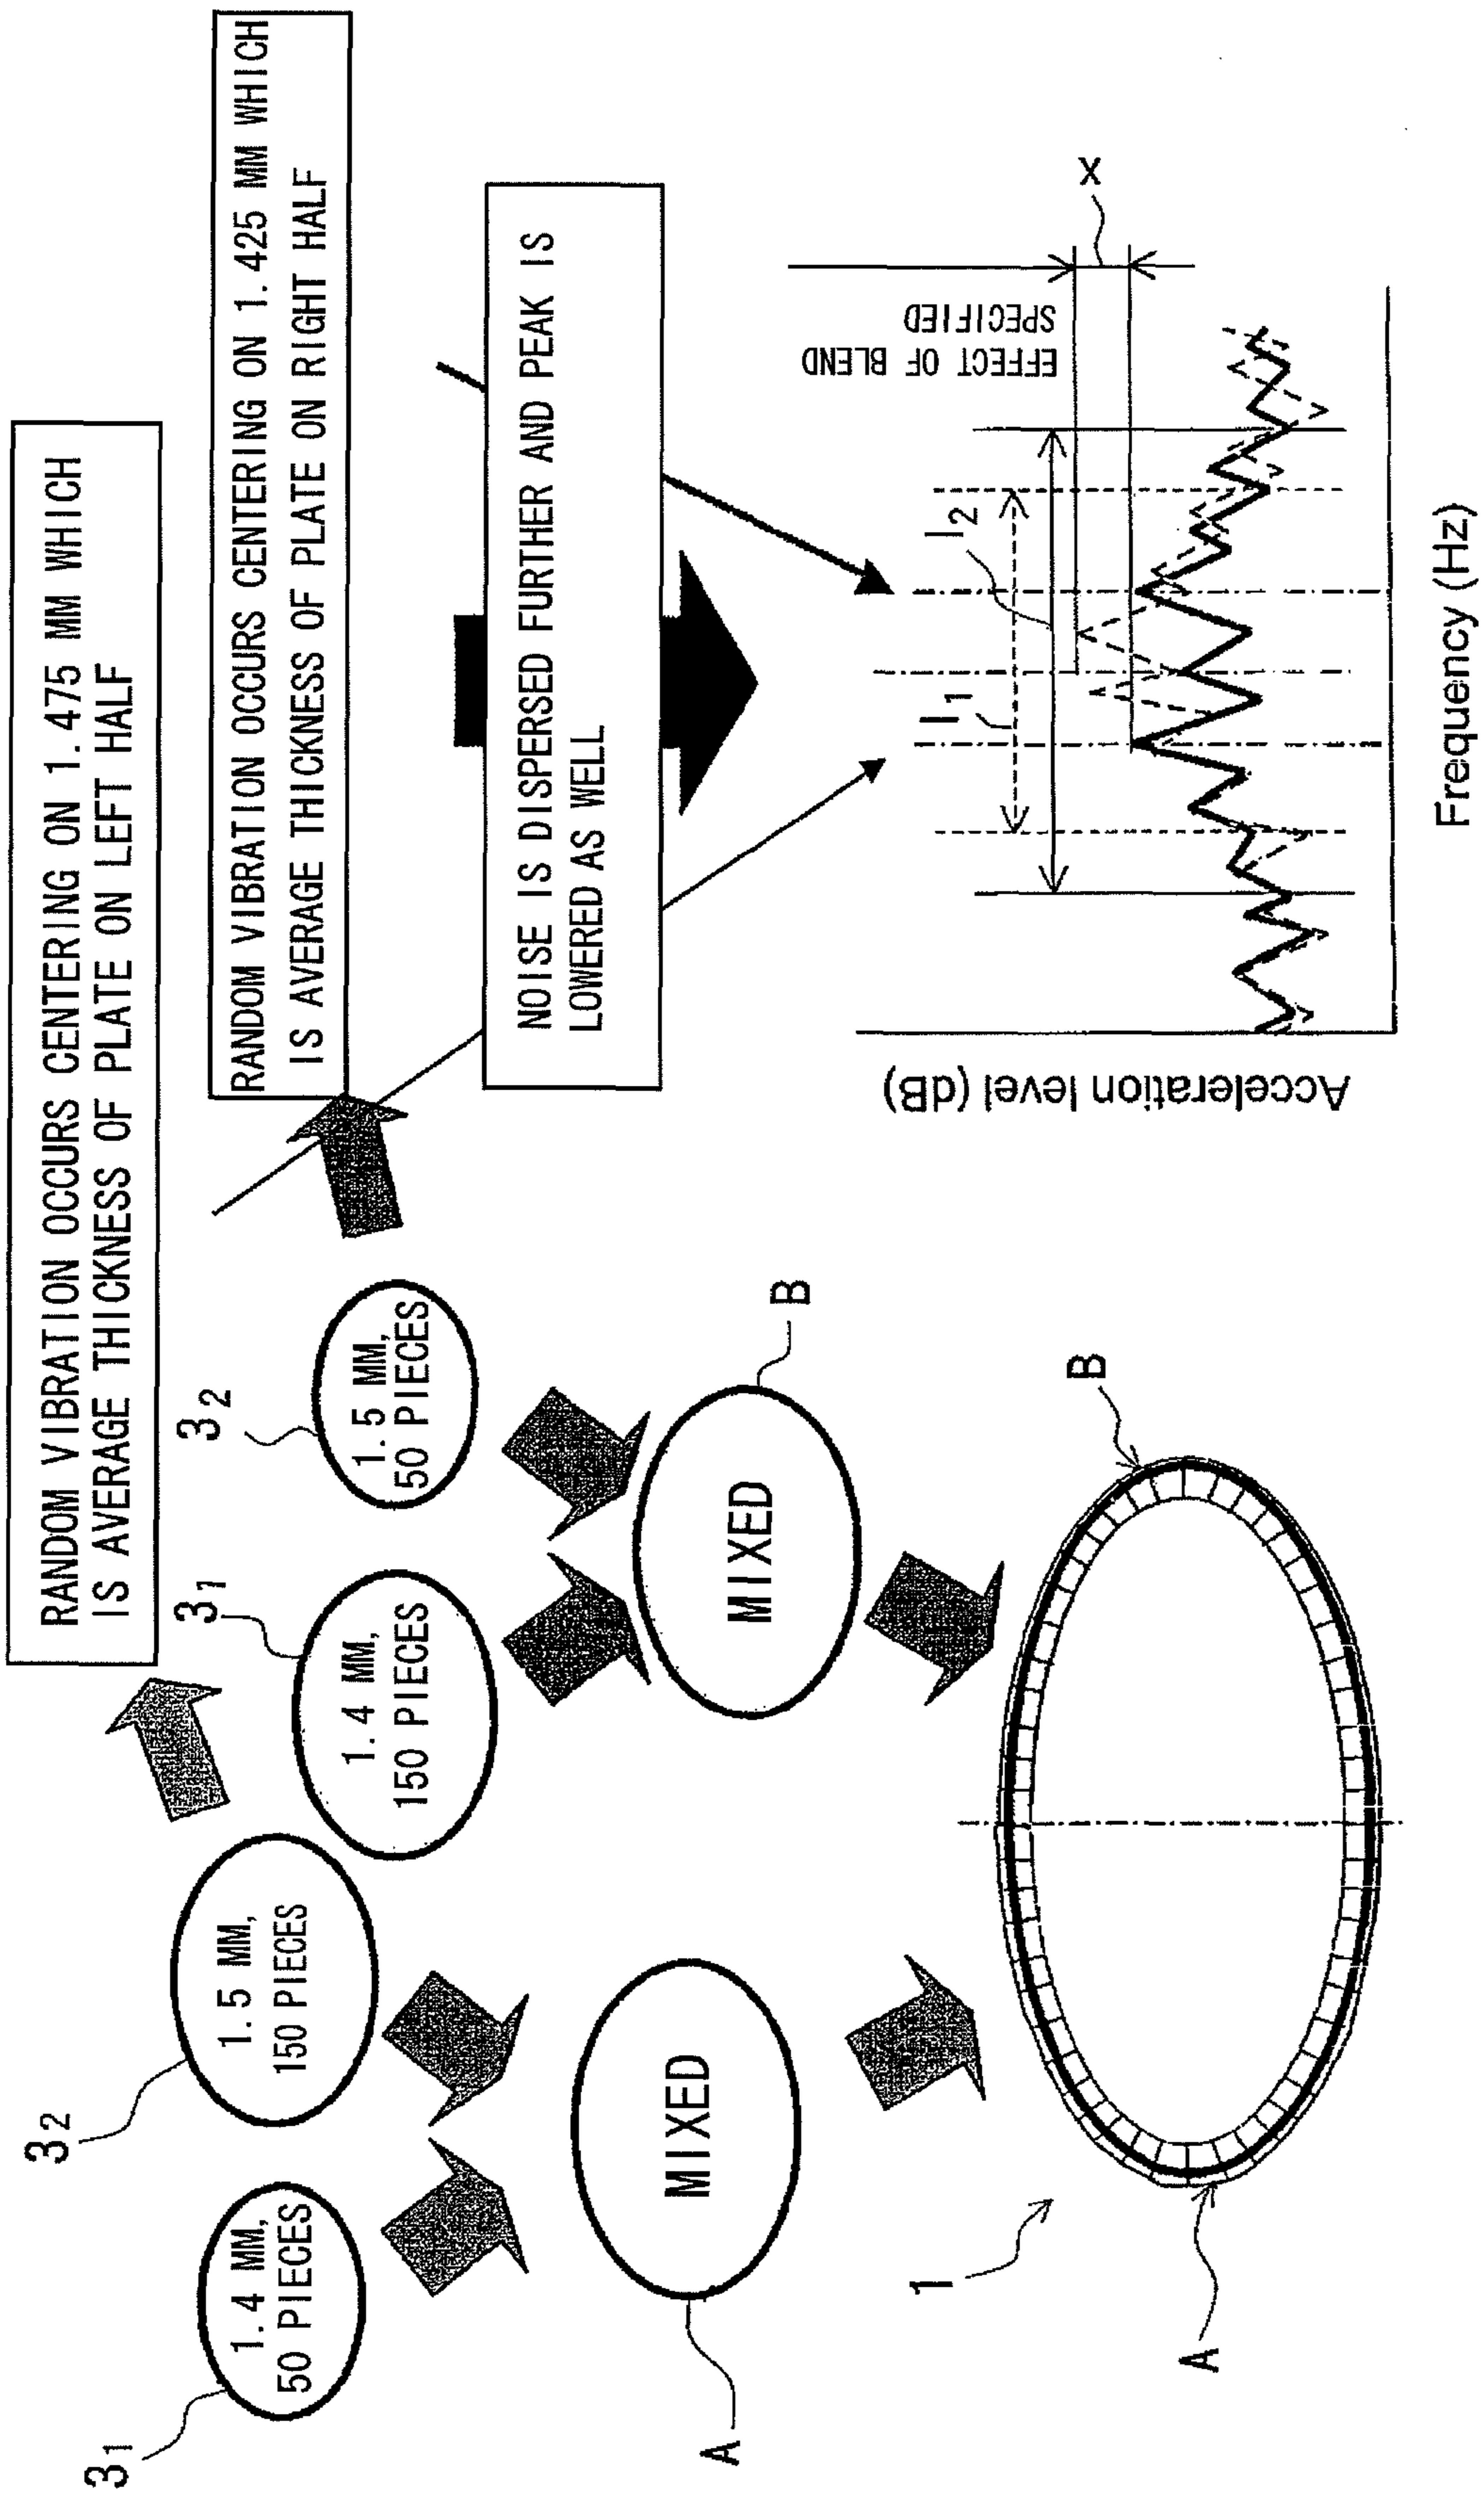 RANDOM VIBRATION OCCURS CENTERING ON 1.475 MM WHICH
IS AVERAGE THICKNESS OF PLATE ON LEFT HALF
RANDOM VIBRATION OCCURS CENTERING ON 1.425 MM WHICH
IS AVERAGE THICKNESS OF PLATE ON RIGHT HALF
3₁
1.4 MM,
50 PIECES
3₂
1.5 MM,
150 PIECES
3₁
1.4 MM,
150 PIECES
3₂
1.5 MM,
50 PIECES
A
MIXED
MIXED
B
NOISE IS DISPERSED FURTHER AND PEAK IS
LOWERED AS WELL
1
A
B
Acceleration level (dB)
I₁
I₂
EFFECT OF BLEND
SPECIFIED
X
Frequency (Hz)